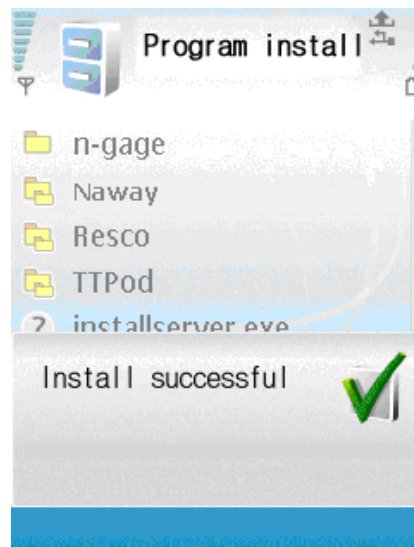 Program install
n-gage
Naway
Resco
TTPod
installserver.exe
Install successful